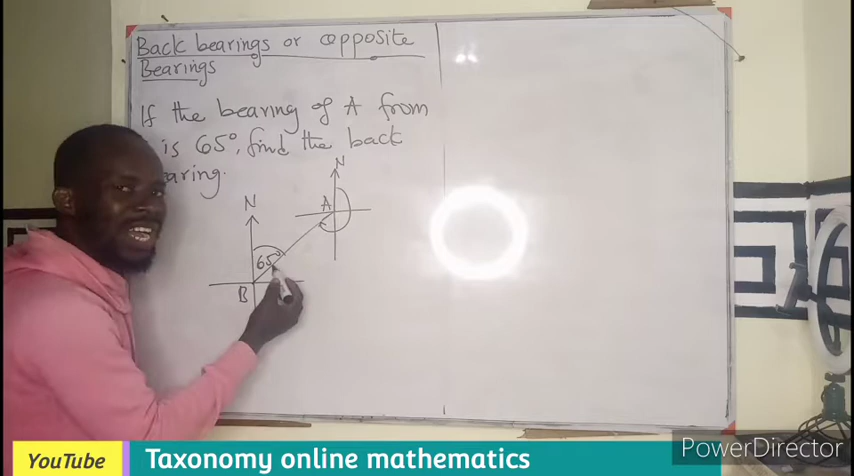 Back bearings or opposite
Bearings
If the bearing of A from
is 65°, find the back
aring.
N
N
A
65°
B
YouTube
Taxonomy online mathematics
PowerDirector